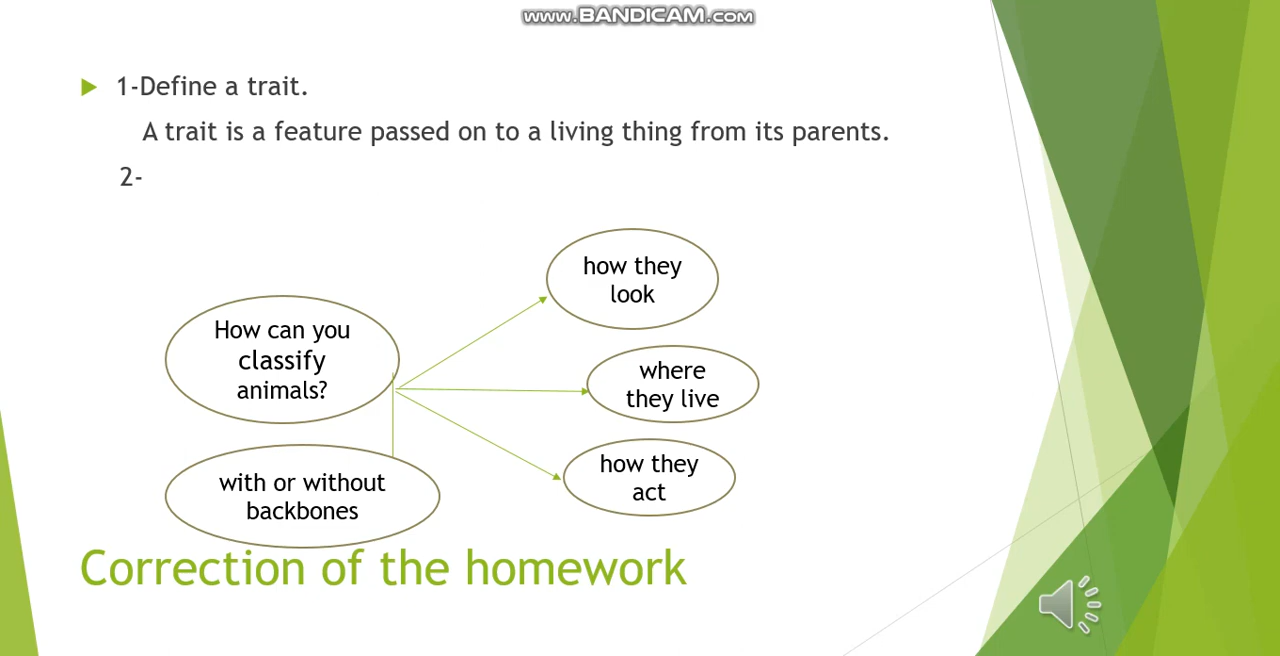 www.BANDICAM.com
1-Define a trait.
A trait is a feature passed on to a living thing from its parents.
2-
How can you
classify
animals?
how they
look
where
they live
how they
act
with or without
backbones
Correction of the homework